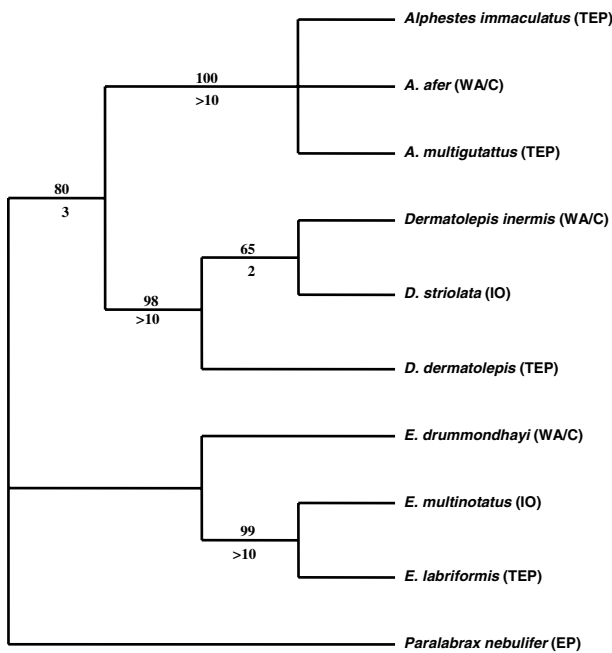 Alphestes immaculatus (TEP)
100
A. afer (WA/C)
>10
A. multigutattus (TEP)
80
3
Dermatolepis inermis (WA/C)
65
2
D. striolata (IO)
98
>10
D. dermatolepis (TEP)
E. drummondhayi (WA/C)
E. multinotatus (IO)
99
>10
E. labriformis (TEP)
Paralabrax nebulifer (EP)